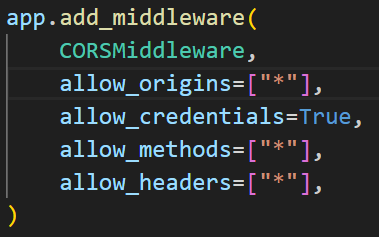 app.add_middleware(
    CORSMiddleware,
    allow_origins=["*"],
    allow_credentials=True,
    allow_methods=["*"],
    allow_headers=["*"],
)